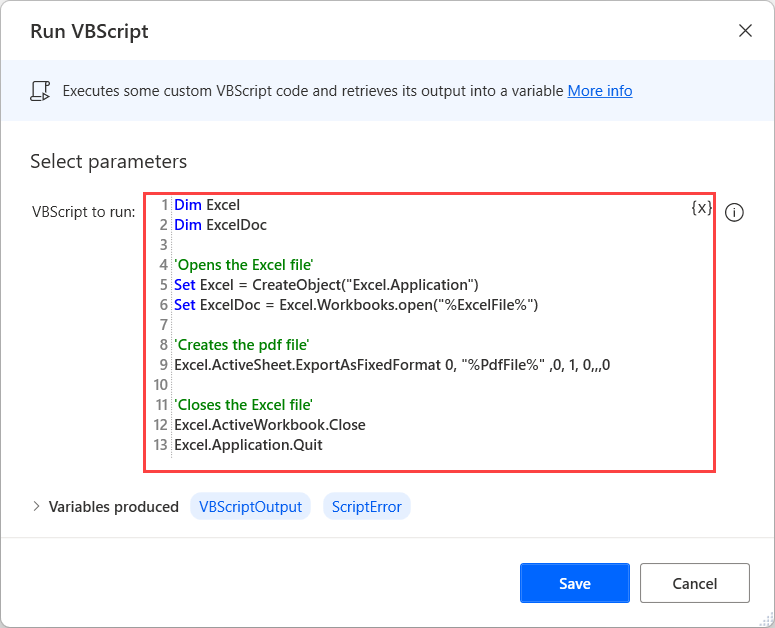 Run VBScript
Executes some custom VBScript code and retrieves its output into a variable More info
Select parameters
VBScript to run:
{x}
1 Dim Excel
2 Dim ExcelDoc
3
4 'Opens the Excel file'
5 Set Excel = CreateObject("Excel.Application")
6 Set ExcelDoc = Excel.Workbooks.open("%ExcelFile%")
7
8 'Creates the pdf file'
9 Excel.ActiveSheet.ExportAsFixedFormat 0, "%PdfFile%" ,0, 1, 0,,,0
10
11 'Closes the Excel file'
12 Excel.ActiveWorkbook.Close
13 Excel.Application.Quit
Variables produced VBScriptOutput ScriptError
Save Cancel